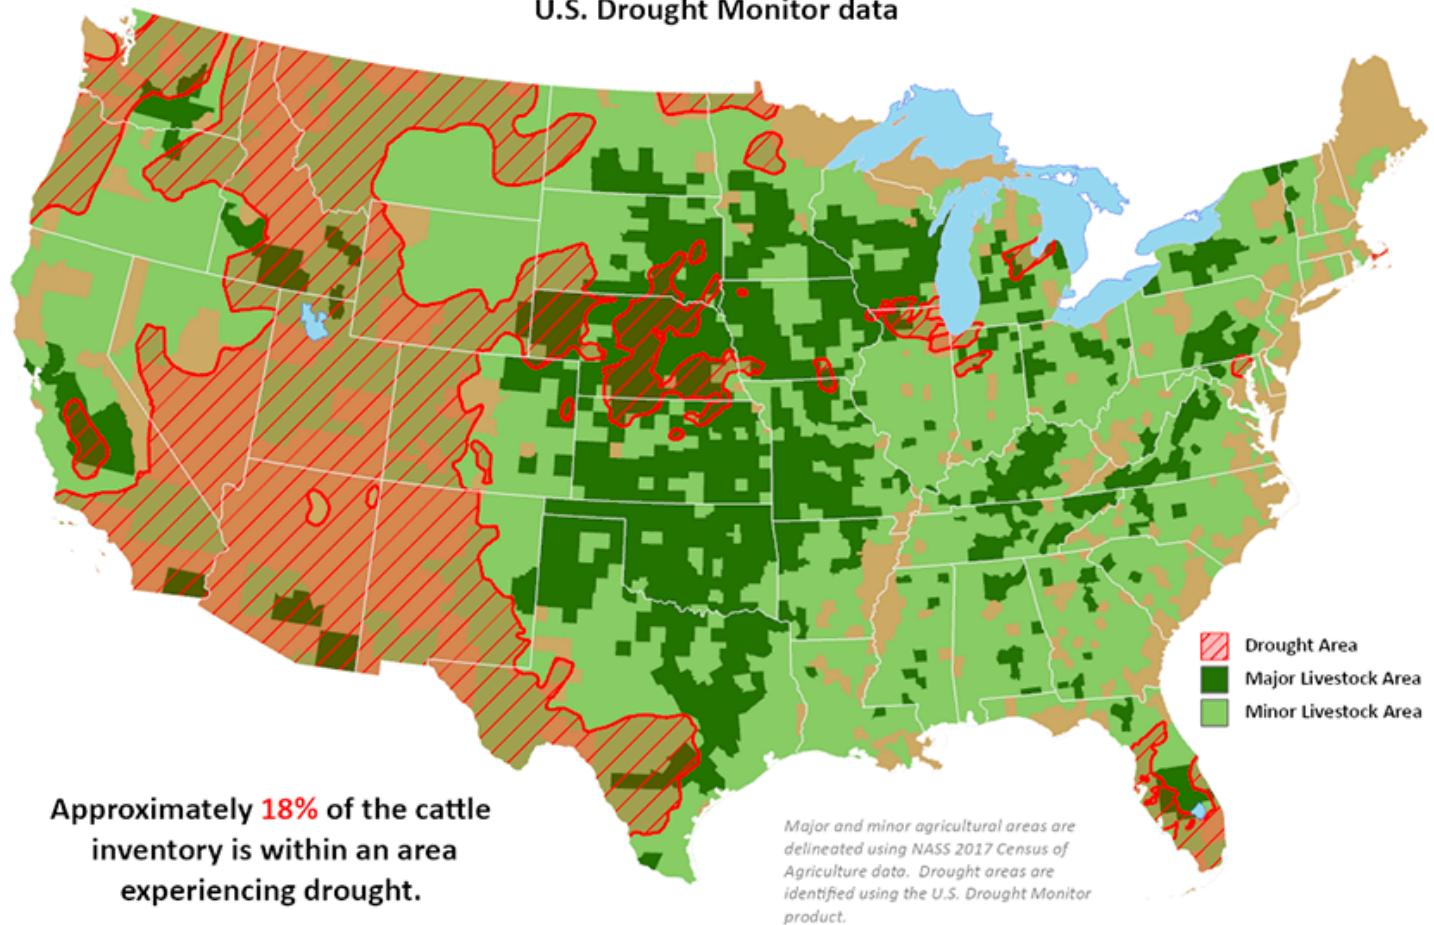 U.S. Drought Monitor data
Drought Area
Major Livestock Area
Minor Livestock Area
Approximately 18% of the cattle
inventory is within an area
experiencing drought.
Major and minor agricultural areas are
delineated using NASS 2017 Census of
Agriculture data.  Drought areas are
identified using the U.S. Drought Monitor
product.